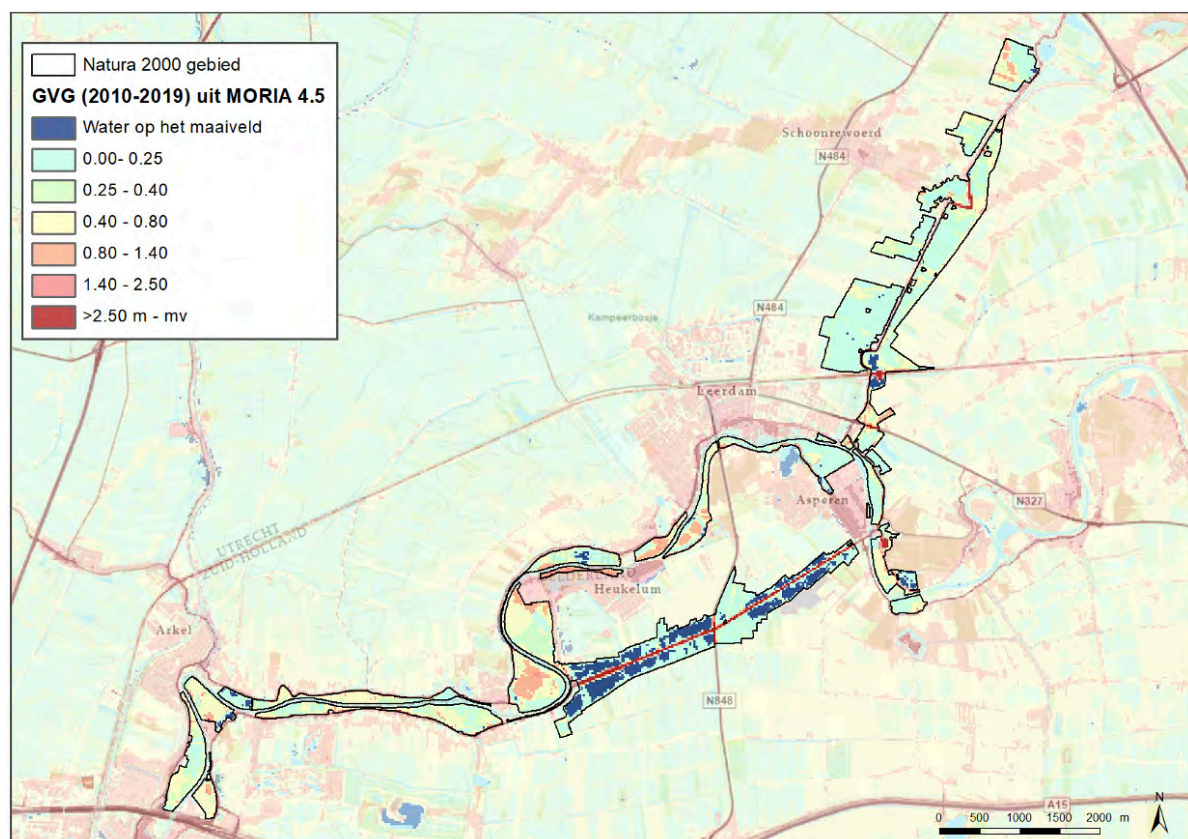 Natura 2000 gebied
GVG (2010-2019) uit MORIA 4.5
Water op het maaiveld
0.00- 0.25
0.25 - 0.40
0.40 - 0.80
0.80 - 1.40
1.40 - 2.50
>2.50 m - mv
Schoonrewoerd
N484
N484
Kampeerbosje
Leerdam
Asperen
N327
UTRECHT
ZUID-HOLLAND
Heukelum
Arkel
N848
A15
N
0 500 1000 1500 2000 m